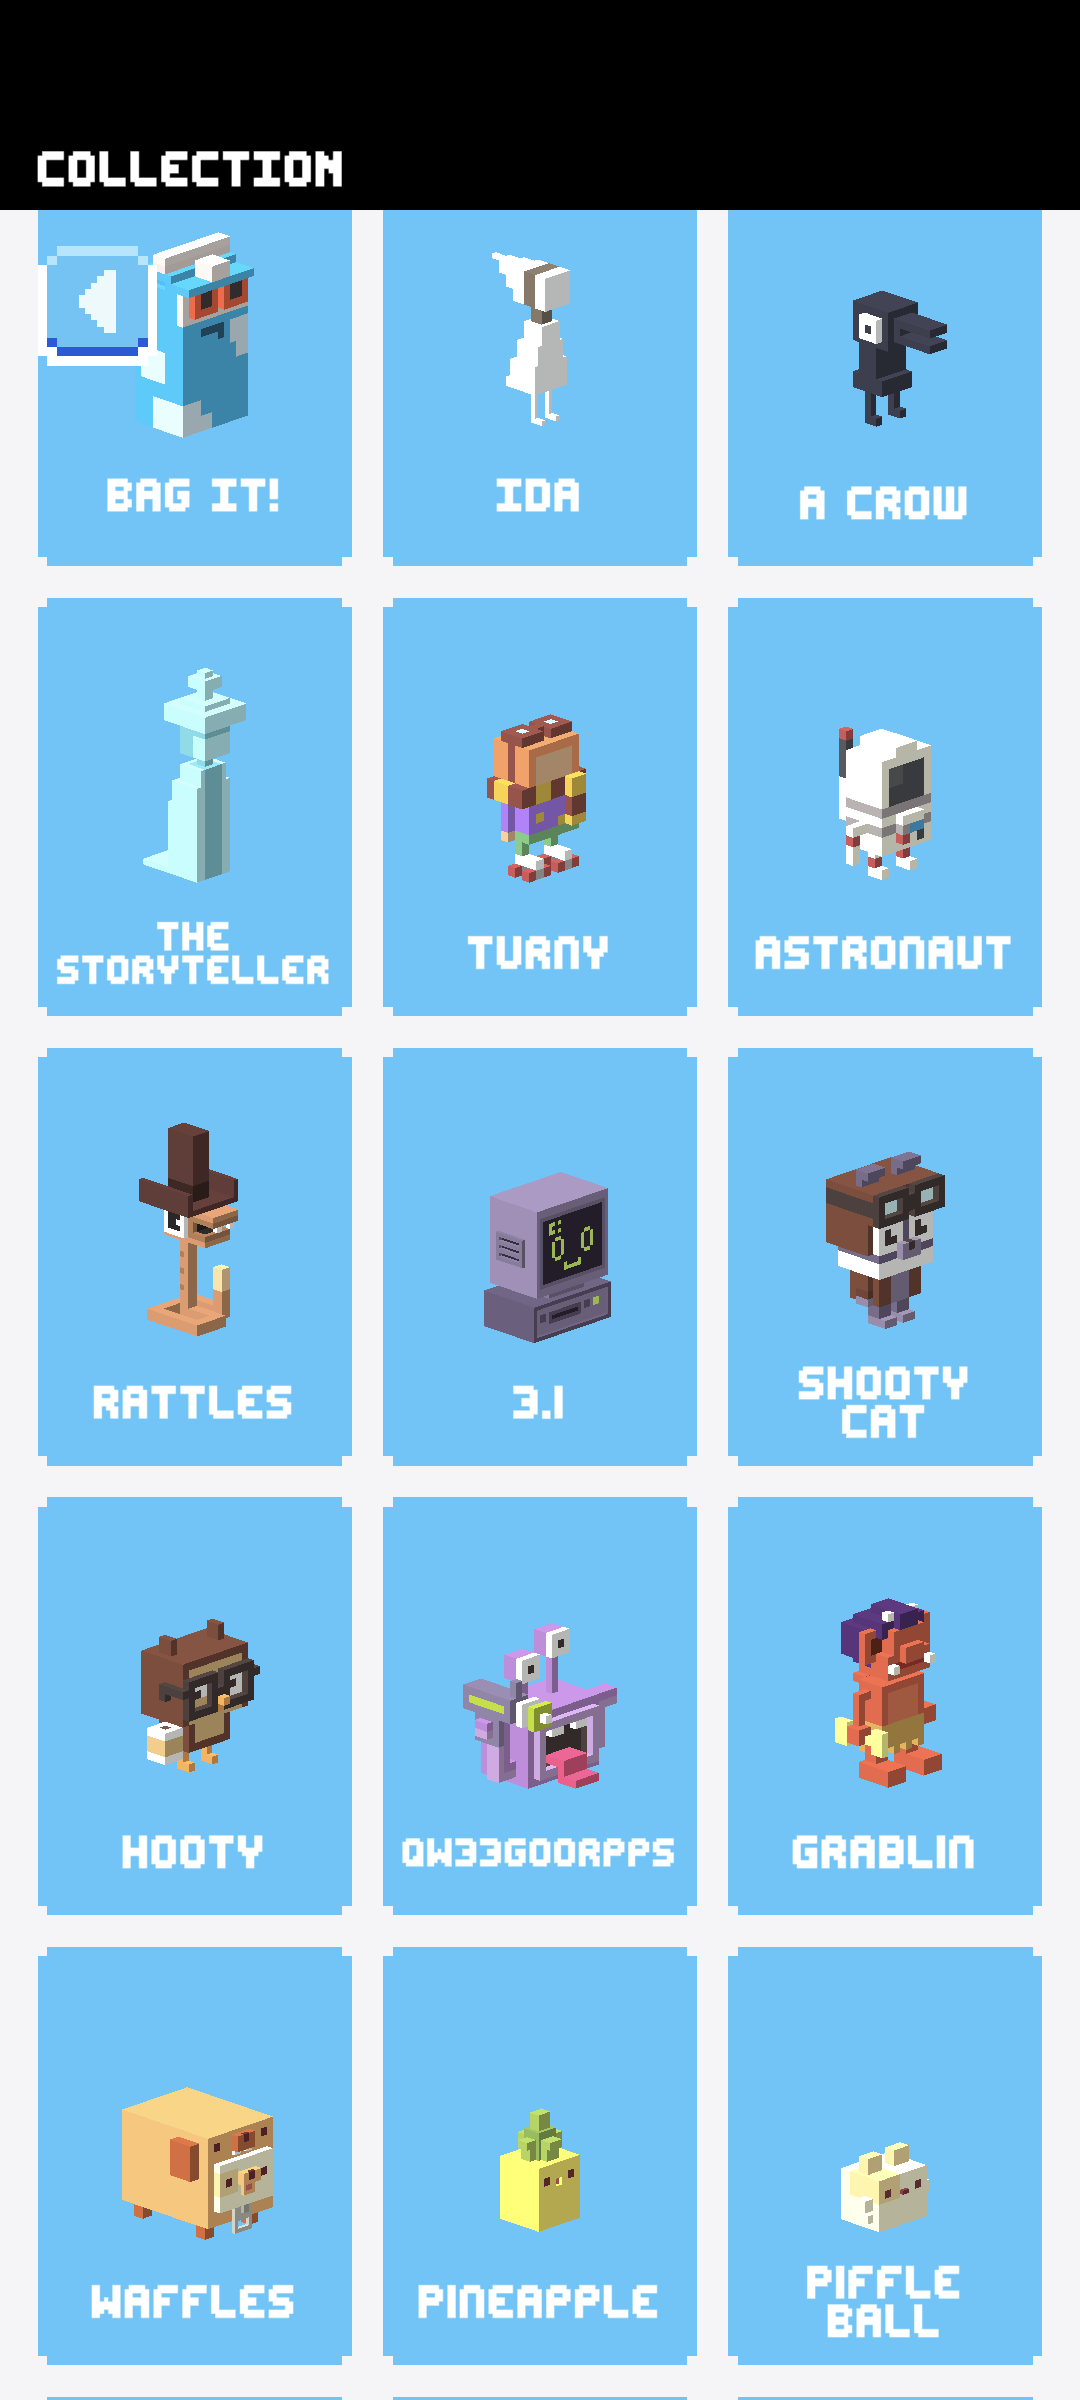 COLLECTION
BAG IT!
IDA
A CROW
THE
STORYTELLER
TURNY
ASTRONAUT
RATTLES
3.1
SHOOTY
CAT
HOOTY
QW33GOORPPS
GRABLIN
WAFFLES
PINEAPPLE
PIFFLE
BALL